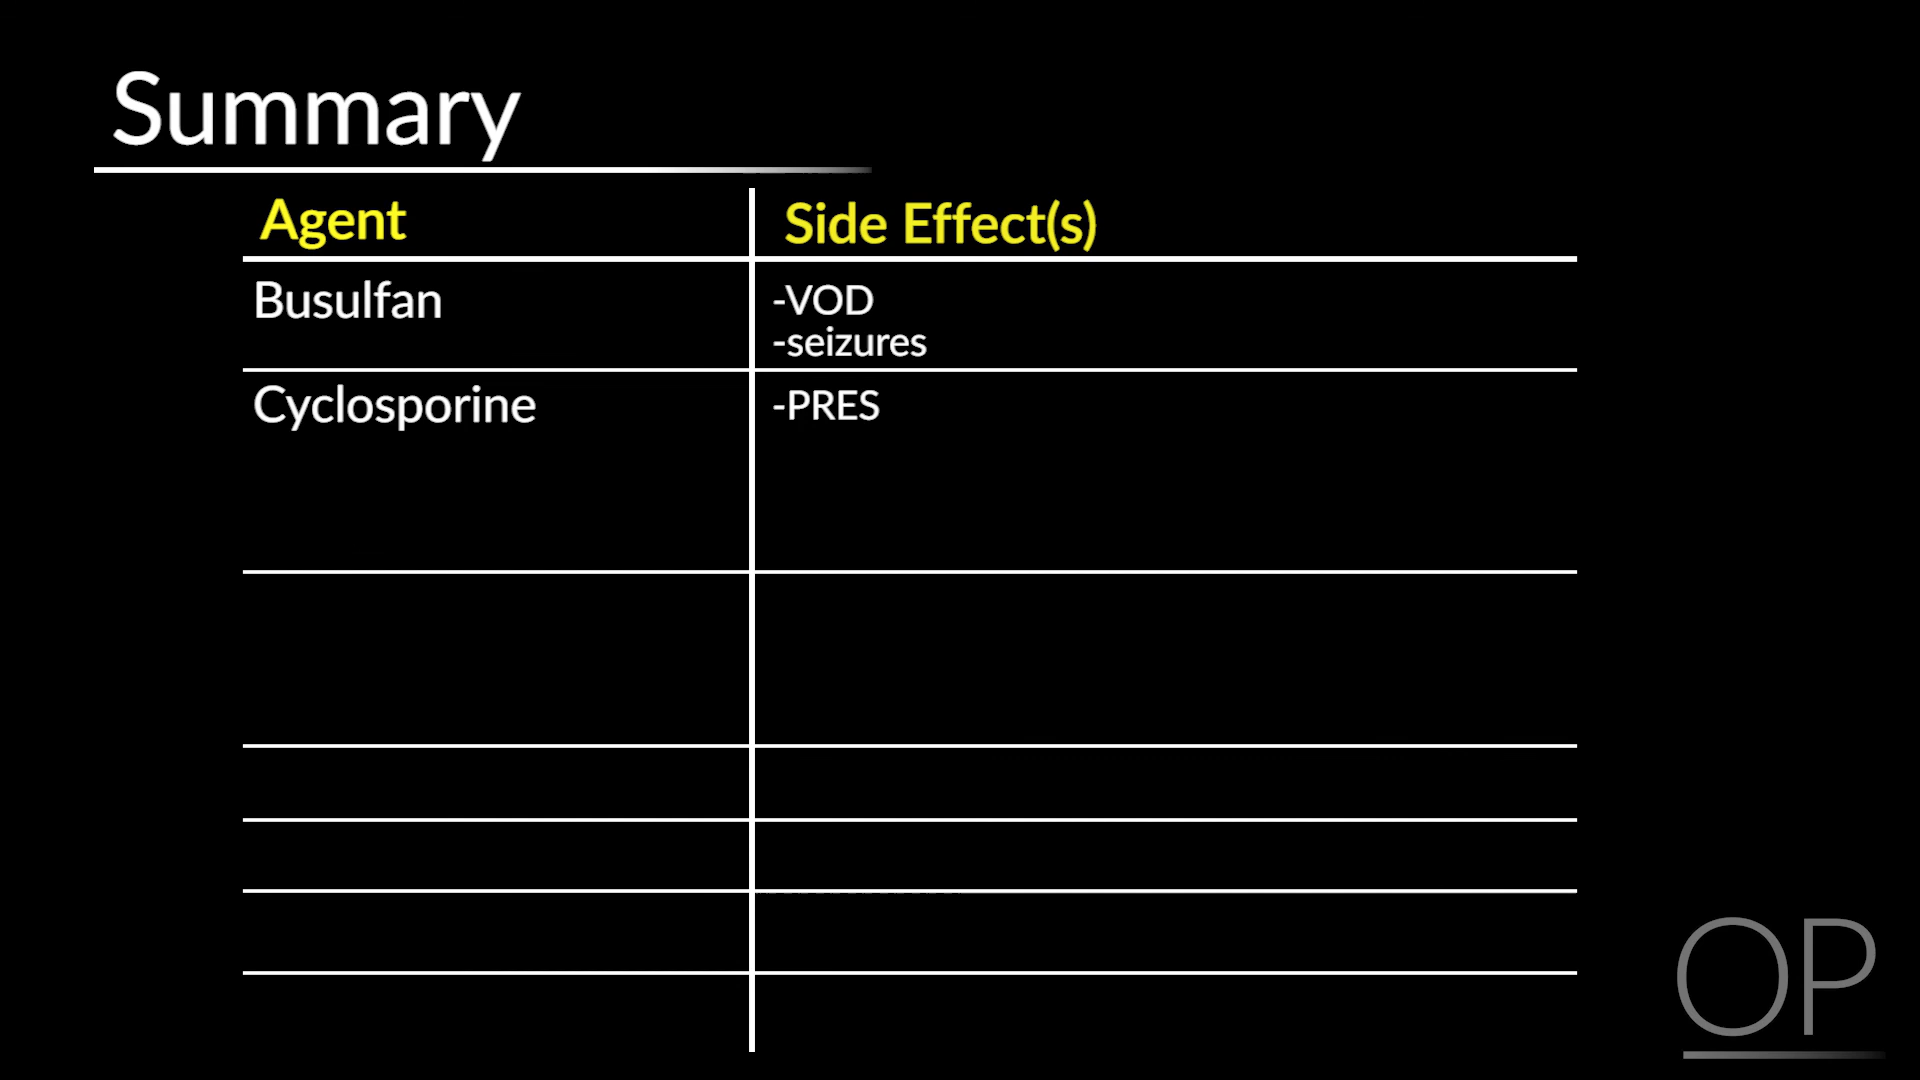 Summary
Agent
Side Effect(s)
Busulfan
-VOD
-seizures
Cyclosporine
-PRES
OP